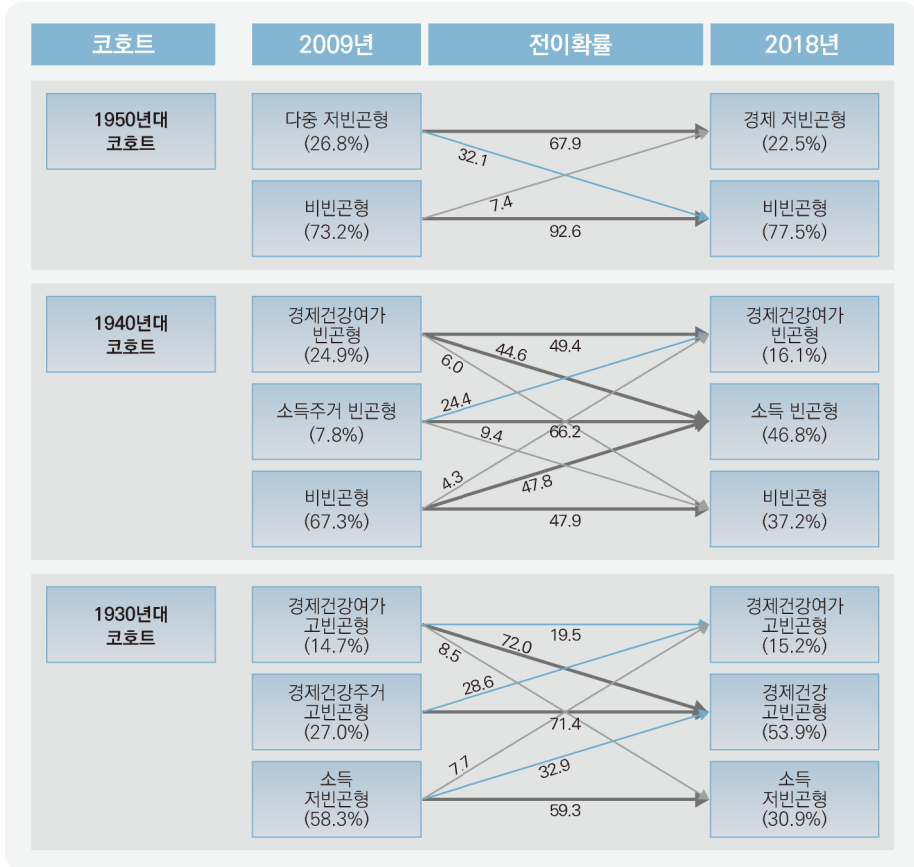 코호트
2009년
전이확률
2018년
1950년대
코호트
다중 저빈곤형
(26.8%)
67.9
32.1
경제 저빈곤형
(22.5%)
비빈곤형
(73.2%)
7.4
92.6
비빈곤형
(77.5%)
1940년대
코호트
경제건강여가
빈곤형
(24.9%)
49.4
44.6
6.0
경제건강여가
빈곤형
(16.1%)
소득주거 빈곤형
(7.8%)
24.4
66.2
9.4
소득 빈곤형
(46.8%)
비빈곤형
(67.3%)
4.3
47.8
47.9
비빈곤형
(37.2%)
1930년대
코호트
경제건강여가
고빈곤형
(14.7%)
19.5
72.0
8.5
경제건강여가
고빈곤형
(15.2%)
경제건강주거
고빈곤형
(27.0%)
28.6
71.4
경제건강
고빈곤형
(53.9%)
소득
저빈곤형
(58.3%)
7.7
32.9
59.3
소득
저빈곤형
(30.9%)